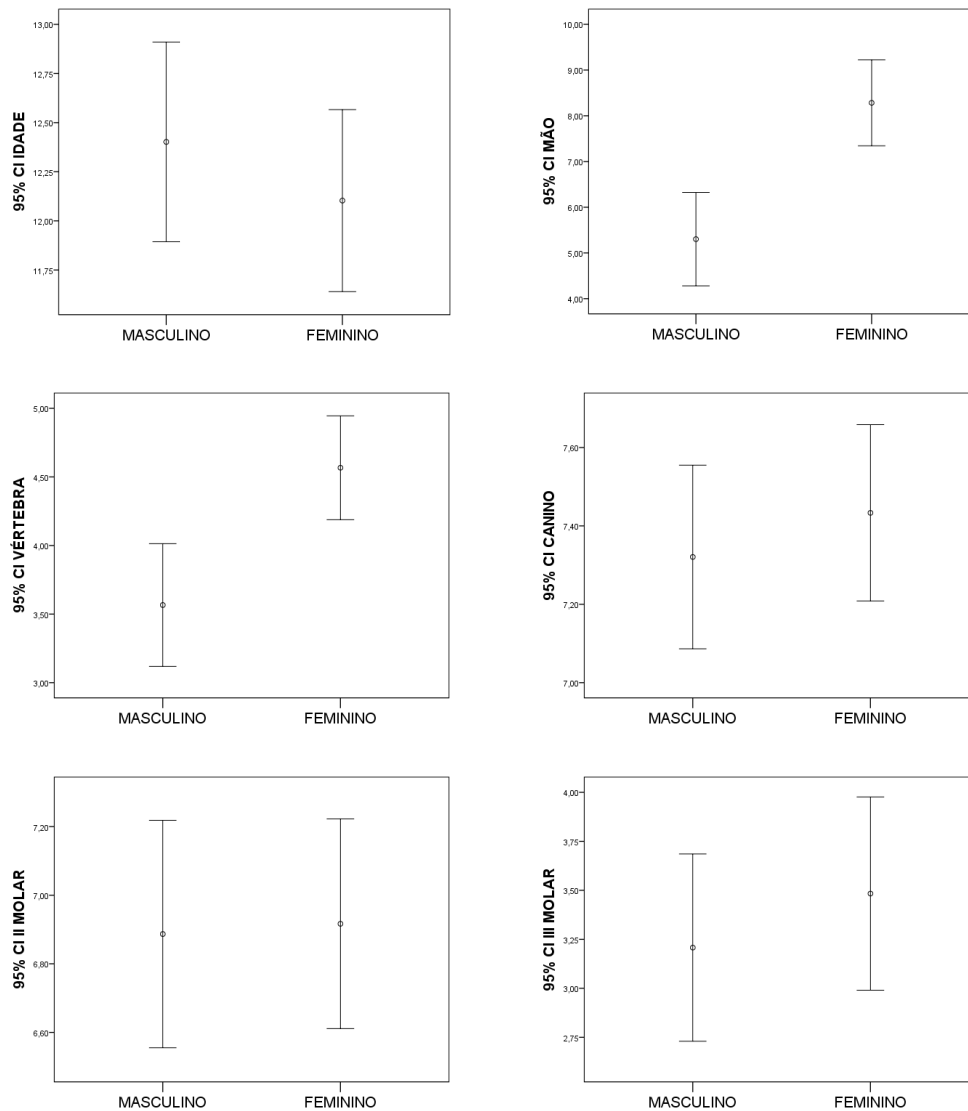 95% CI IDADE
13,00
12,75
12,50
12,25
12,00
11,75
MASCULINO
FEMININO
95% CI MÃO
10,00
9,00
8,00
7,00
6,00
5,00
4,00
MASCULINO
FEMININO
95% CI VÉRTEBRA
5,00
4,50
4,00
3,50
3,00
MASCULINO
FEMININO
95% CI CANINO
7,60
7,40
7,20
7,00
MASCULINO
FEMININO
95% CI II MOLAR
7,20
7,00
6,80
6,60
MASCULINO
FEMININO
95% CI III MOLAR
4,00
3,75
3,50
3,25
3,00
2,75
MASCULINO
FEMININO